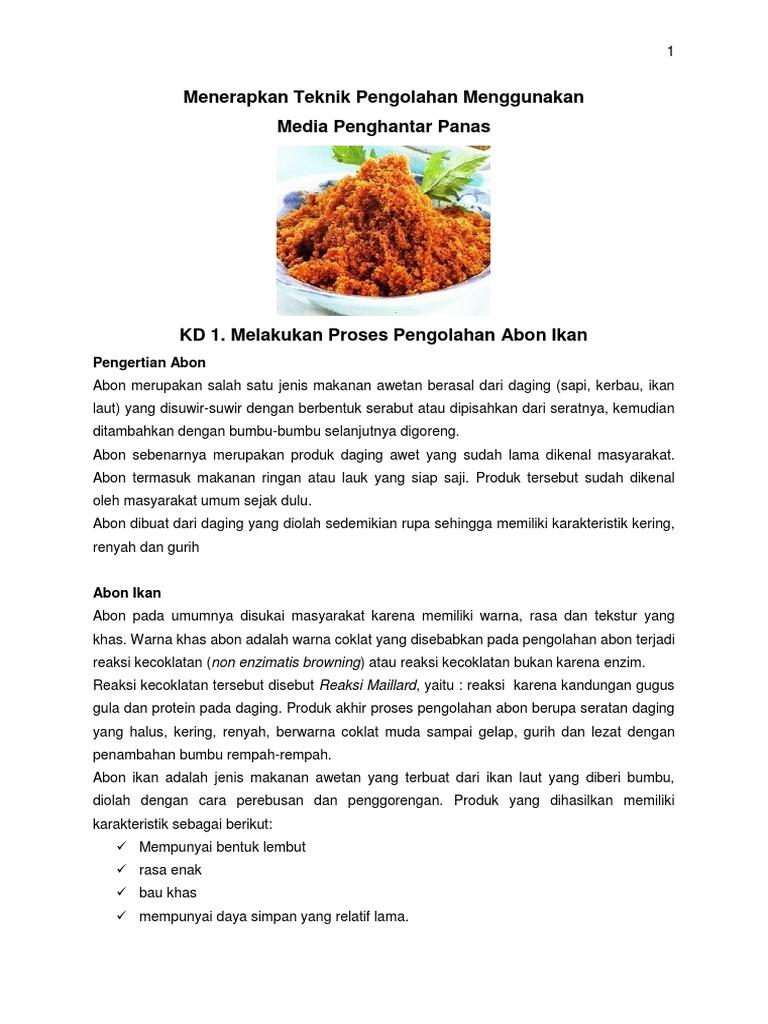 1
Menerapkan Teknik Pengolahan Menggunakan
Media Penghantar Panas
KD 1. Melakukan Proses Pengolahan Abon Ikan
Pengertian Abon
Abon merupakan salah satu jenis makanan awetan berasal dari daging (sapi, kerbau, ikan
laut) yang disuwir-suwir dengan berbentuk serabut atau dipisahkan dari seratnya, kemudian
ditambahkan dengan bumbu-bumbu selanjutnya digoreng.
Abon sebenarnya merupakan produk daging awet yang sudah lama dikenal masyarakat.
Abon termasuk makanan ringan atau lauk yang siap saji. Produk tersebut sudah dikenal
oleh masyarakat umum sejak dulu.
Abon dibuat dari daging yang diolah sedemikian rupa sehingga memiliki karakteristik kering,
renyah dan gurih
Abon Ikan
Abon pada umumnya disukai masyarakat karena memiliki warna, rasa dan tekstur yang
khas. Warna khas abon adalah warna coklat yang disebabkan pada pengolahan abon terjadi
reaksi kecoklatan (non enzimatis browning) atau reaksi kecoklatan bukan karena enzim.
Reaksi kecoklatan tersebut disebut Reaksi Maillard, yaitu : reaksi  karena kandungan gugus
gula dan protein pada daging. Produk akhir proses pengolahan abon berupa seratan daging
yang halus, kering, renyah, berwarna coklat muda sampai gelap, gurih dan lezat dengan
penambahan bumbu rempah-rempah.
Abon ikan adalah jenis makanan awetan yang terbuat dari ikan laut yang diberi bumbu,
diolah dengan cara perebusan dan penggorengan. Produk yang dihasilkan memiliki
karakteristik sebagai berikut:
✓ Mempunyai bentuk lembut
✓ rasa enak
✓ bau khas
✓ mempunyai daya simpan yang relatif lama.